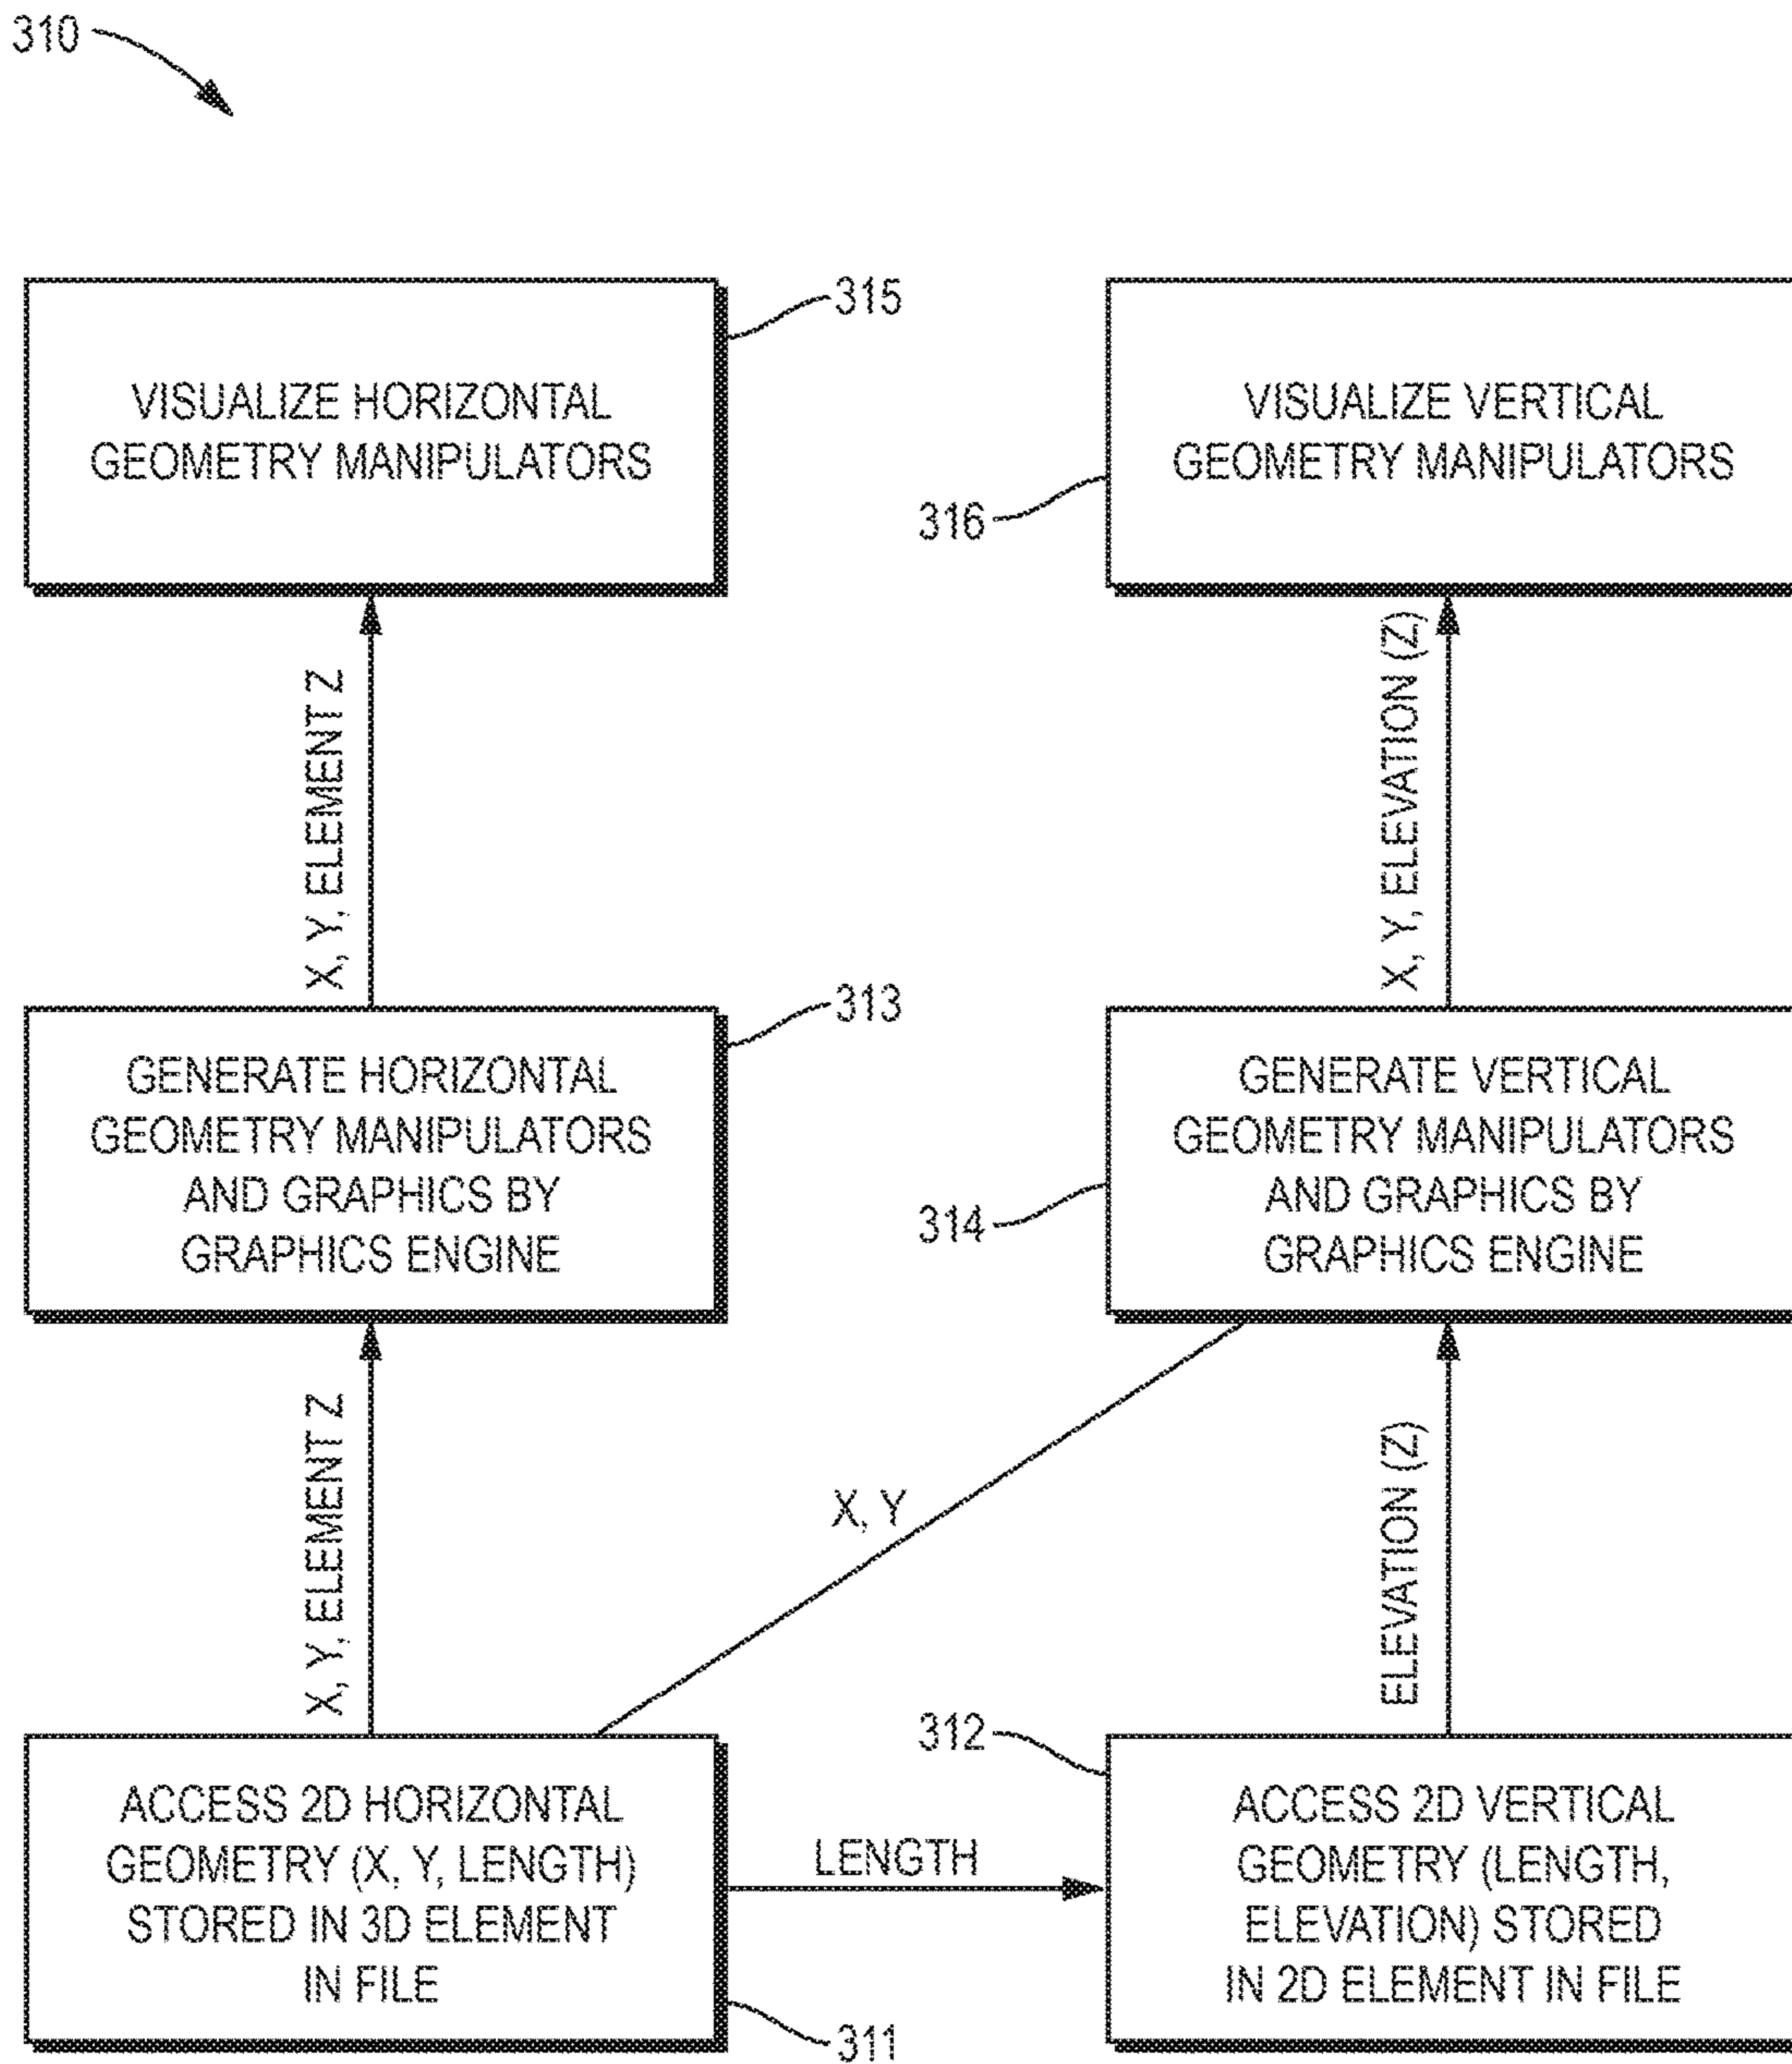 310
VISUALIZE HORIZONTAL
GEOMETRY MANIPULATORS
315
VISUALIZE VERTICAL
GEOMETRY MANIPULATORS
316
X, Y, ELEMENT Z
X, Y, ELEVATION (Z)
GENERATE HORIZONTAL
GEOMETRY MANIPULATORS
AND GRAPHICS BY
GRAPHICS ENGINE
313
GENERATE VERTICAL
GEOMETRY MANIPULATORS
AND GRAPHICS BY
GRAPHICS ENGINE
314
X, Y, ELEMENT Z
X, Y
ELEVATION (Z)
ACCESS 2D HORIZONTAL
GEOMETRY (X, Y, LENGTH)
STORED IN 3D ELEMENT
IN FILE
311
LENGTH
312
ACCESS 2D VERTICAL
GEOMETRY (LENGTH,
ELEVATION) STORED
IN 2D ELEMENT IN FILE